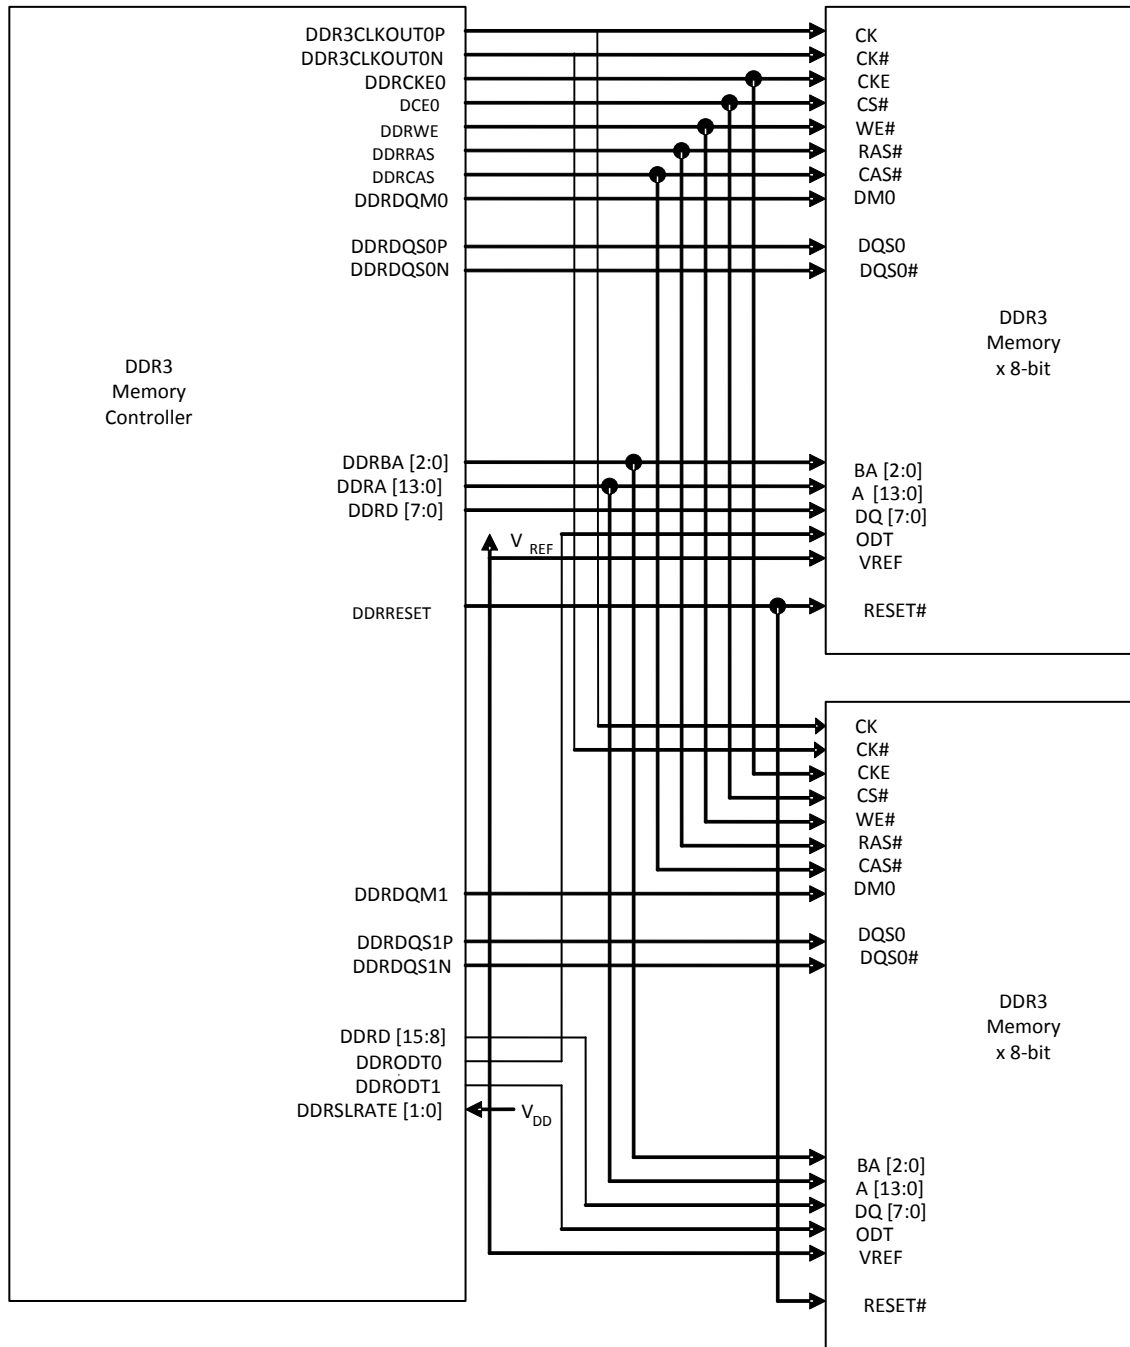 DDR3CLKOUT0P
DDR3CLKOUT0N
DDRCKE0
DCE0
DDRWE
DDRRAS
DDRCAS
DDRDQM0
DDRDQS0P
DDRDQS0N
DDR3
Memory
Controller
DDRBA [2:0]
DDRA [13:0]
DDRD [7:0]
V REF
DDRRESET
DDRDQM1
DDRDQS1P
DDRDQS1N
DDRD [15:8]
DDRODT0
DDRODT1
DDRSLRATE [1:0]
VDD
CK
CK#
CKE
CS#
WE#
RAS#
CAS#
DM0
DQS0
DQS0#
DDR3
Memory
x 8-bit
BA [2:0]
A [13:0]
DQ [7:0]
ODT
VREF
RESET#
CK
CK#
CKE
CS#
WE#
RAS#
CAS#
DM0
DQS0
DQS0#
DDR3
Memory
x 8-bit
BA [2:0]
A [13:0]
DQ [7:0]
ODT
VREF
RESET#